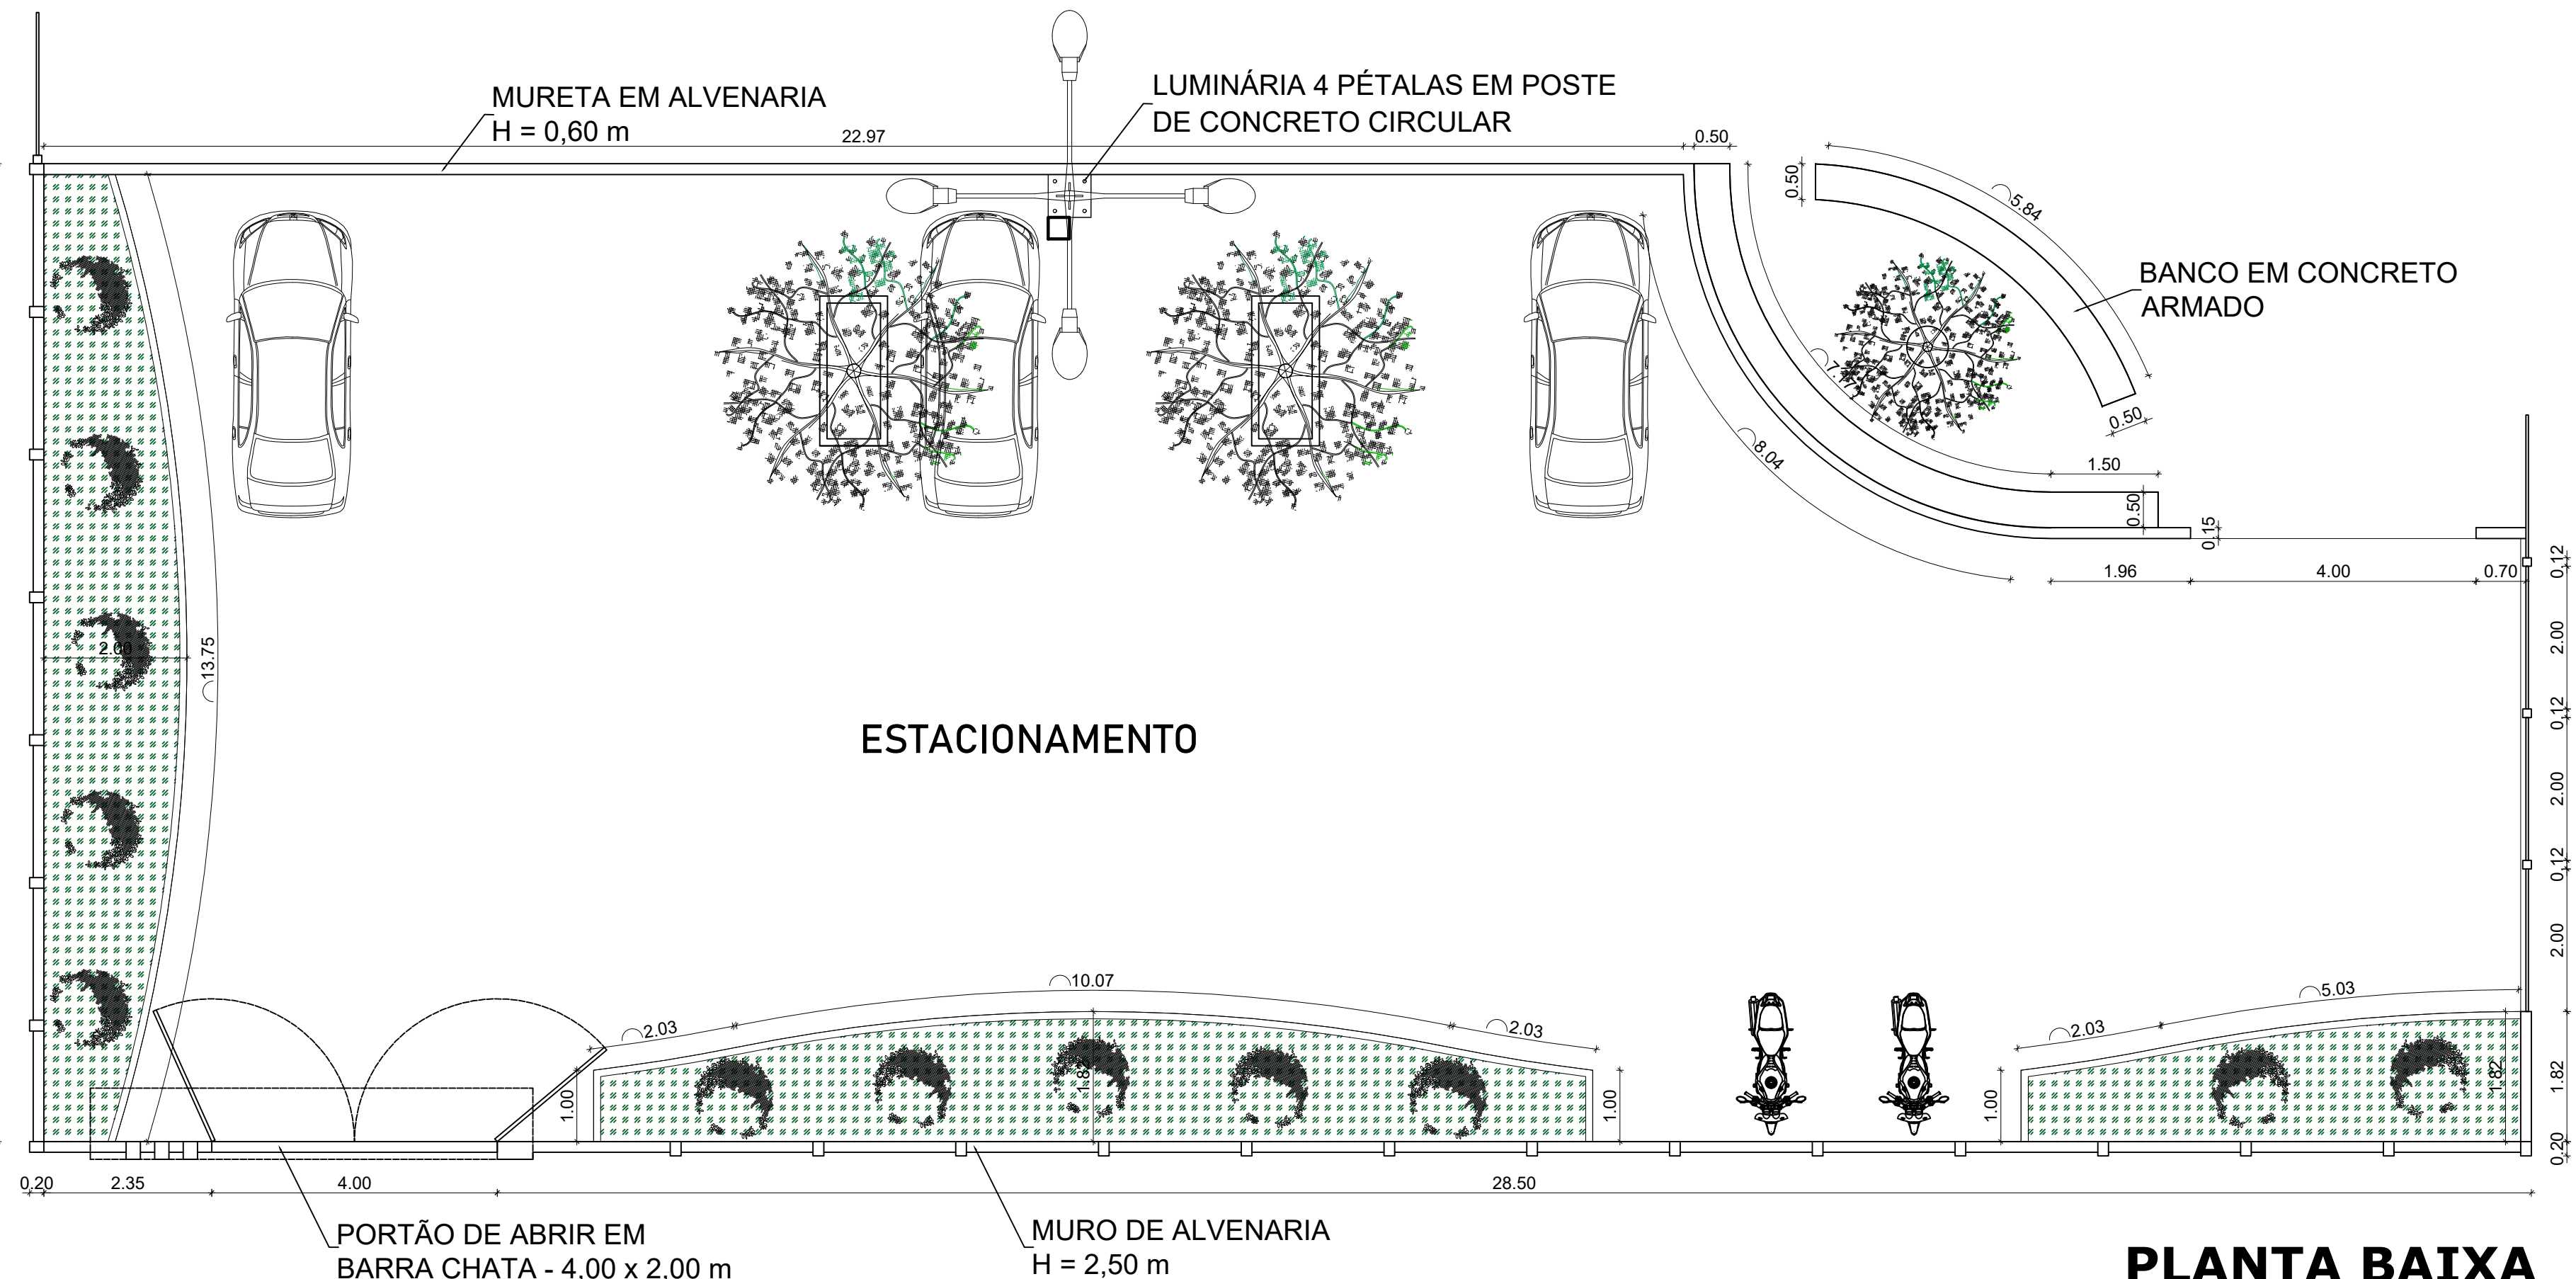 MURETA EM ALVENARIA
H = 0,60 m
LUMINÁRIA 4 PÉTALAS EM POSTE
DE CONCRETO CIRCULAR
22.97
0.50
0.50
5.84
BANCO EM CONCRETO
ARMADO
0.50
8.04
1.50
0.50
0.15
1.96
4.00
0.70
0.12
2.00
0.12
2.00
0.12
2.00
1.82
0.20
2.00
13.75
ESTACIONAMENTO
10.07
2.03
2.03
1.00
1.00
2.03
5.03
1.00
1.82
0.20
2.35
4.00
28.50
PORTÃO DE ABRIR EM
BARRA CHATA - 4,00 x 2,00 m
MURO DE ALVENARIA
H = 2,50 m
PLANTA BAIXA